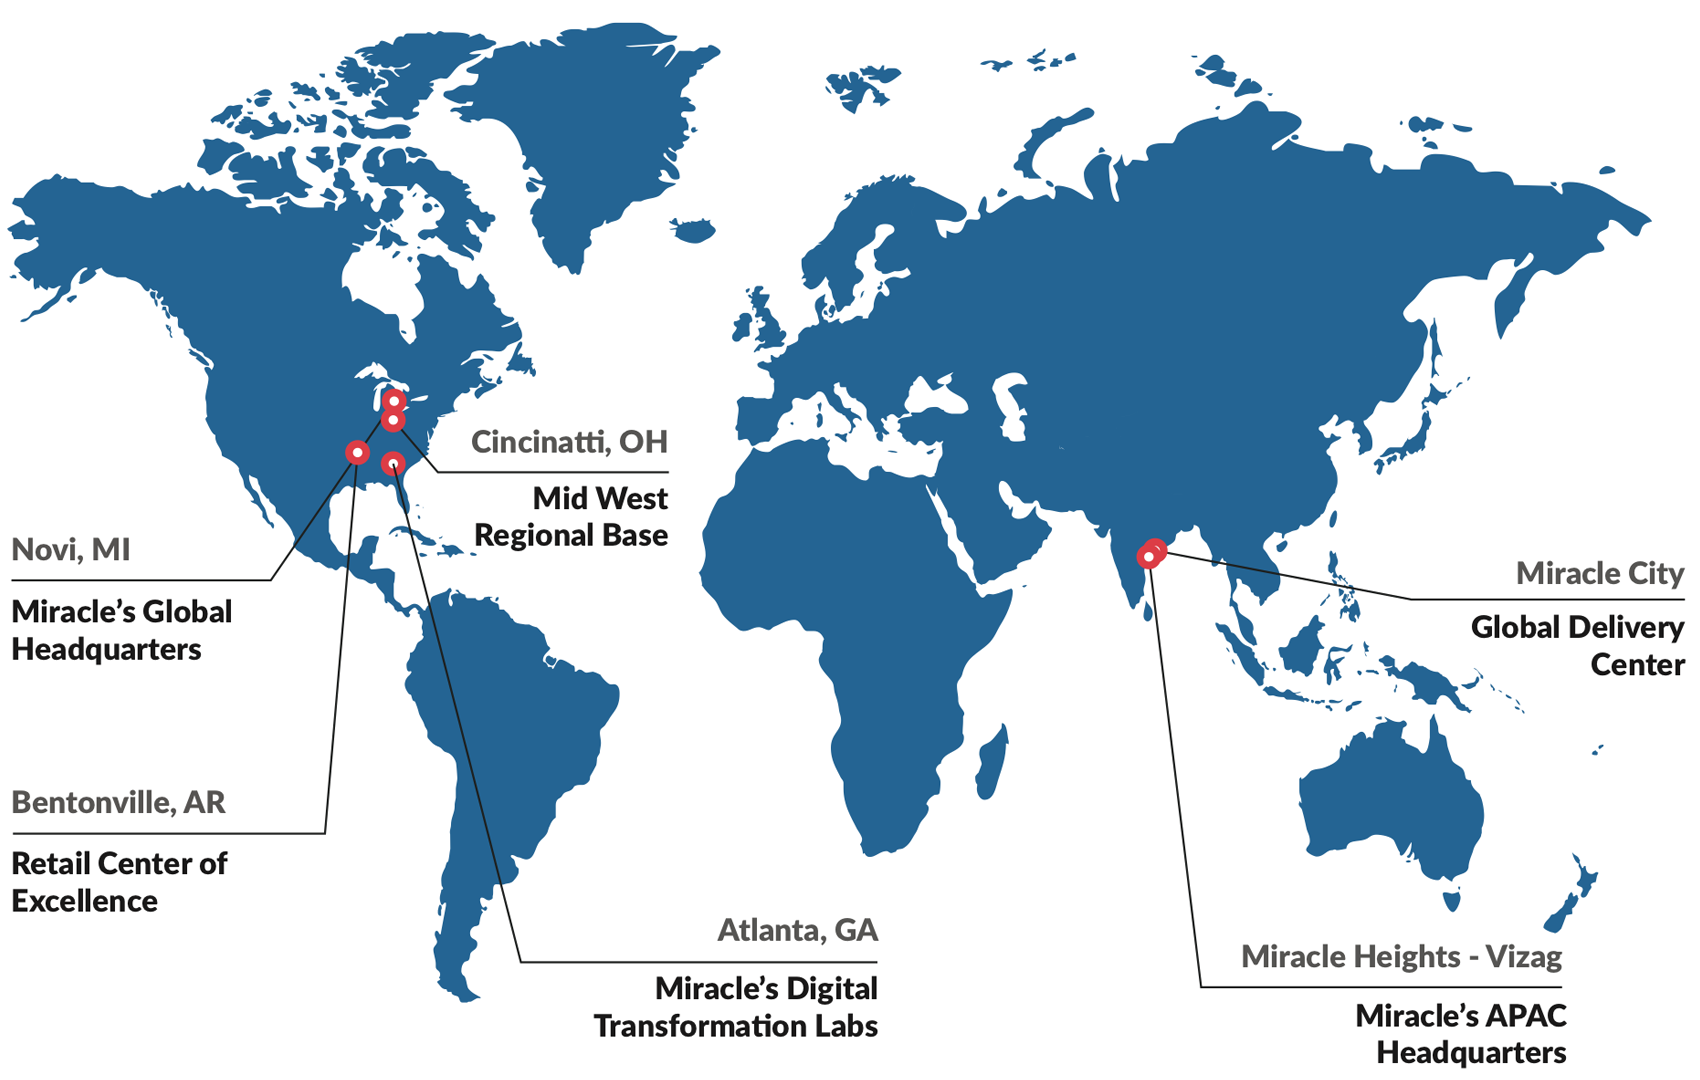 Cincinatti, OH
Mid West
Regional Base
Novi, MI
Miracle’s Global
Headquarters
Miracle City
Global Delivery
Center
Bentonville, AR
Retail Center of
Excellence
Atlanta, GA
Miracle’s Digital
Transformation Labs
Miracle Heights - Vizag
Miracle’s APAC
Headquarters